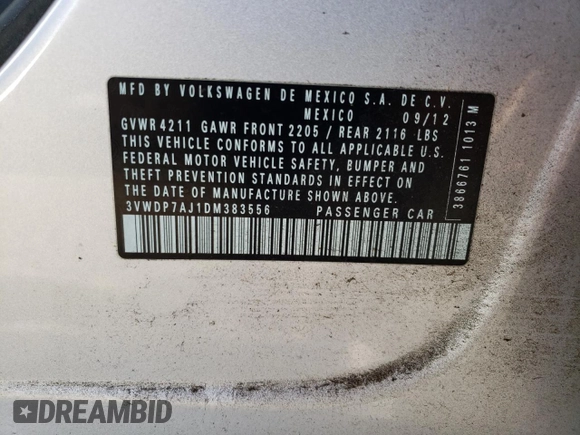 MFD BY VOLKSWAGEN DE MEXICO S.A. DE C.V.
MEXICO 09/12
GVWR 4211 GAWR FRONT 2205 / REAR 2116 LBS
THIS VEHICLE CONFORMS TO ALL APPLICABLE U.S.
FEDERAL MOTOR VEHICLE SAFETY, BUMPER AND
THEFT PREVENTION STANDARDS IN EFFECT ON
THE DATE OF MANUFACTURE SHOWN ABOVE.
3VWDP7AJ1DM383556 PASSENGER CAR
3866761 1013 M
DREAMBID